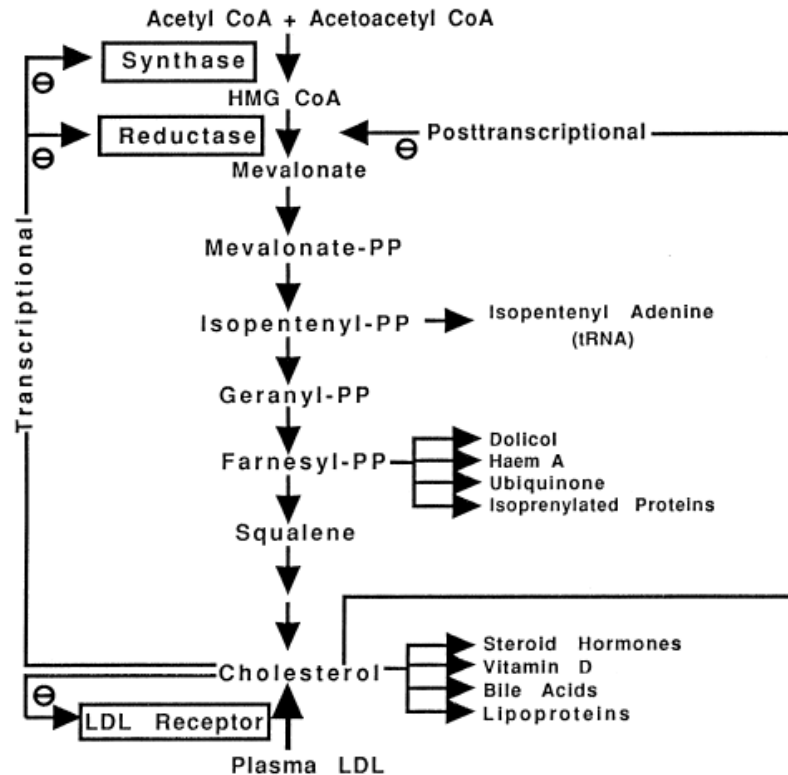 Acetyl CoA + Acetoacetyl CoA
Synthase
HMG CoA
Reductase
Posttranscriptional
Mevalonate
Mevalonate-PP
Isopentenyl-PP
Isopentenyl Adenine
(tRNA)
Geranyl-PP
Farnesyl-PP
Dolicol
Haem A
Ubiquinone
Isoprenylated Proteins
Squalene
Transcriptional
Cholesterol
Steroid Hormones
Vitamin D
Bile Acids
Lipoproteins
LDL Receptor
Plasma LDL